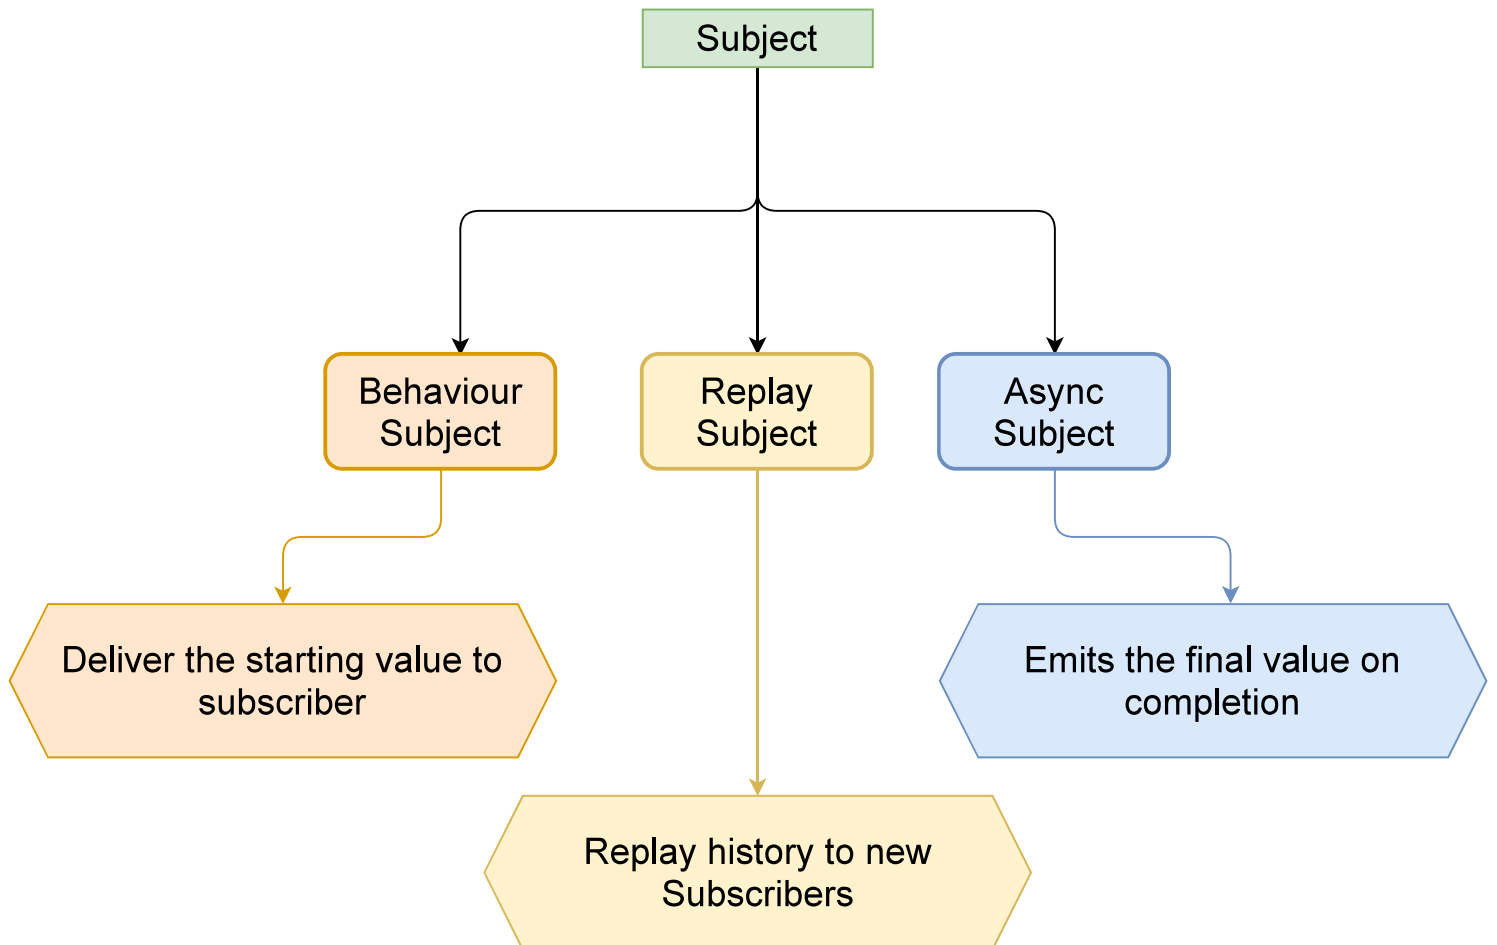 Subject
Behaviour
Subject
Replay
Subject
Async
Subject
Deliver the starting value to
subscriber
Emits the final value on
completion
Replay history to new
Subscribers